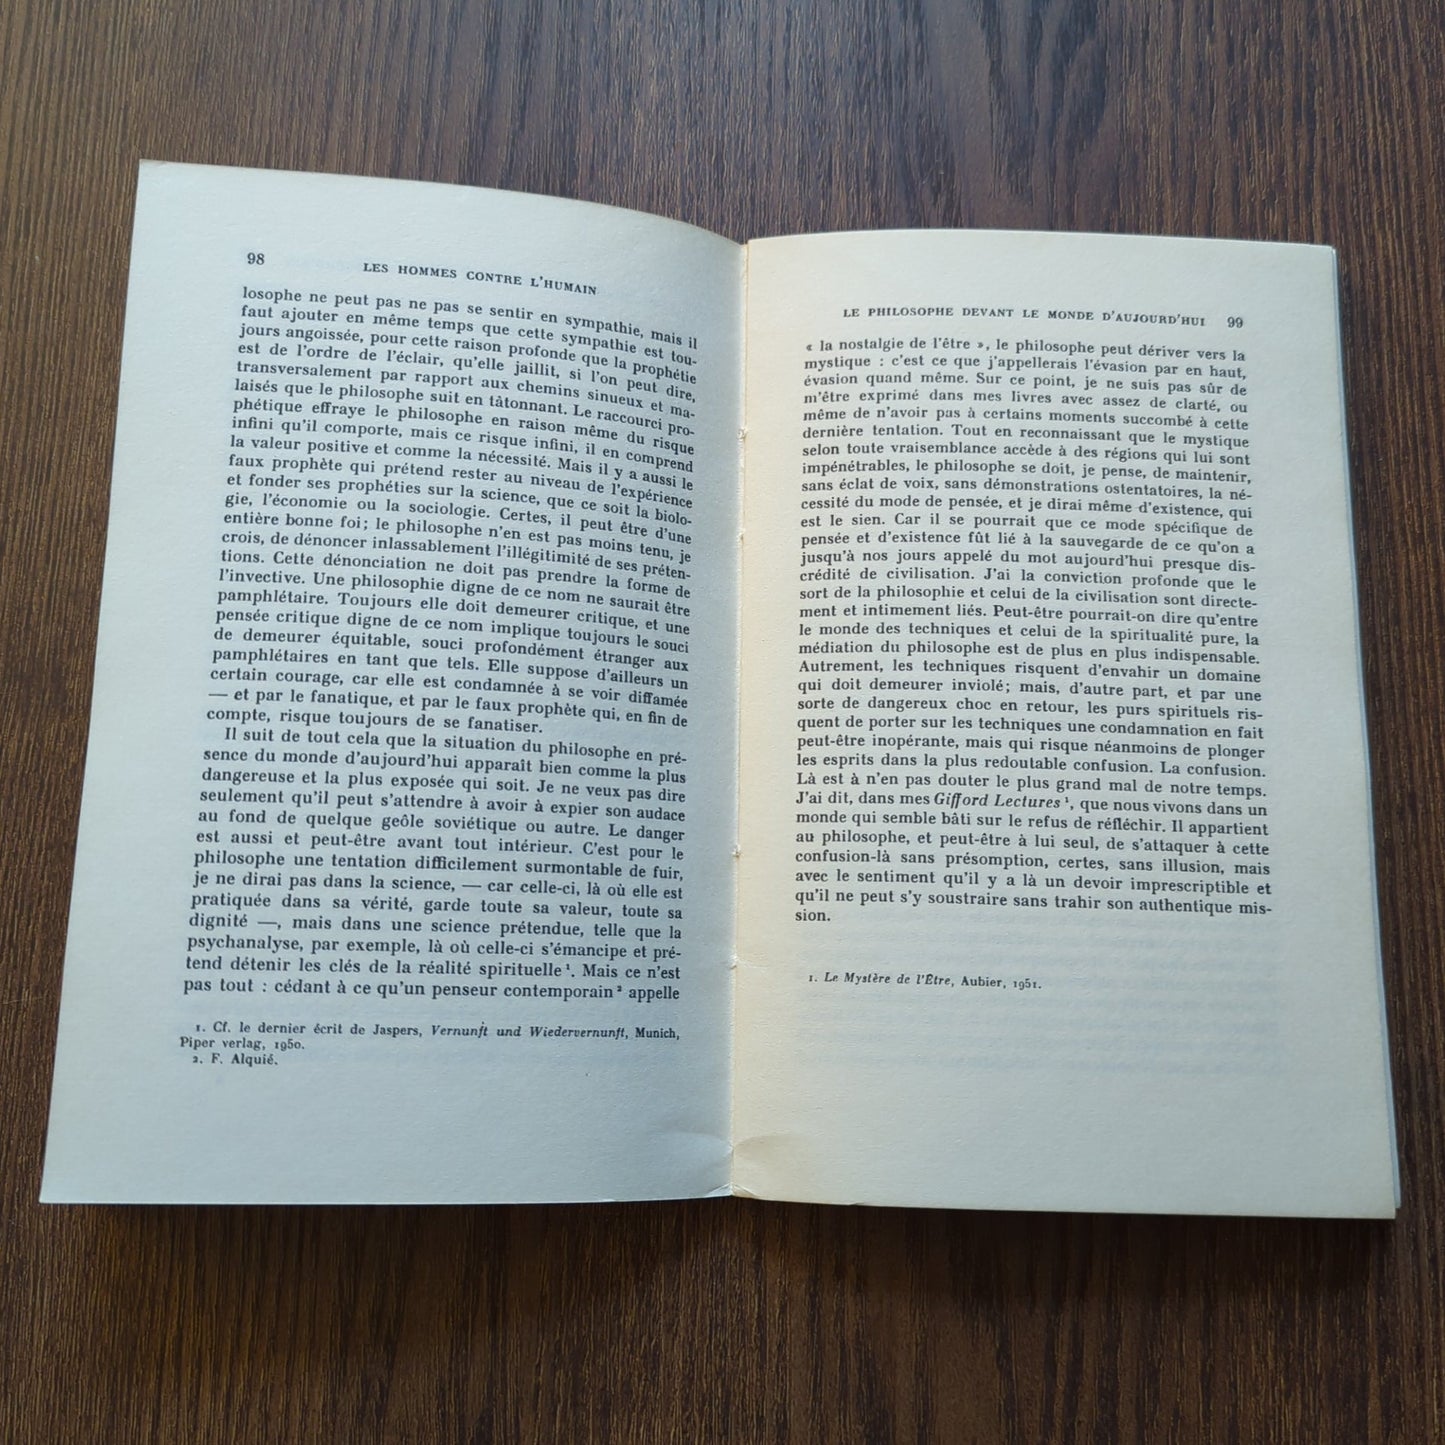 98
LES HOMMES CONTRE L'HUMAIN
losophe ne peut pas ne pas se sentir en sympathie, mais il
faut ajouter en même temps que cette sympathie est tou-
jours angoissée, pour cette raison profonde que la prophétie
est de l'ordre de l'éclair, qu'elle jaillit, si l'on peut dire,
transversalement par rapport aux chemins sinueux et ma-
laisés que le philosophe suit en tâtonnant. Le raccourci pro-
phétique effraye le philosophe en raison même du risque
infini qu'il comporte, mais ce risque infini, il en comprend
la valeur positive et comme la nécessité. Mais il y a aussi le
faux prophète qui prétend rester au niveau de l'expérience
et fonder ses prophéties sur la science, que ce soit la biolo-
gie, l'économie ou la sociologie. Certes, il peut être d'une
entière bonne foi; le philosophe n'en est pas moins tenu, je
crois, de dénoncer inlassablement l'illégitimité de ses préten-
tions. Cette dénonciation ne doit pas prendre la forme de
l'invective. Une philosophie digne de ce nom ne saurait être
pamphlétaire. Toujours elle doit demeurer critique, et une
pensée critique digne de ce nom implique toujours le souci
de demeurer équitable, souci profondément étranger aux
pamphlétaires en tant que tels. Elle suppose d'ailleurs un
certain courage, car elle est condamnée à se voir diffamée
— et par le fanatique, et par le faux prophète qui, en fin de
compte, risque toujours de se fanatiser.
Il suit de tout cela que la situation du philosophe en pré-
sence du monde d'aujourd'hui apparaît bien comme la plus
dangereuse et la plus exposée qui soit. Je ne veux pas dire
seulement qu'il peut s'attendre à avoir à expier son audace
au fond de quelque geôle soviétique ou autre. Le danger
est aussi et peut-être avant tout intérieur. C'est pour le
philosophe une tentation difficilement surmontable de fuir,
je ne dirai pas dans la science, — car celle-ci, là où elle est
pratiquée dans sa vérité, garde toute sa valeur, toute sa
dignité —, mais dans une science prétendue, telle que la
psychanalyse, par exemple, là où celle-ci s'émancipe et pré-
tend détenir les clés de la réalité spirituelle¹. Mais ce n'est
pas tout : cédant à ce qu'un penseur contemporain² appelle
1. Cf. le dernier écrit de Jaspers, Vernunft und Wiedervernunft, Munich,
Piper verlag, 1950.
2. F. Alquié.
LE PHILOSOPHE DEVANT LE MONDE D'AUJOURD'HUI 99
« la nostalgie de l'être », le philosophe peut dériver vers la
mystique : c'est ce que j'appellerais l'évasion par en haut,
évasion quand même. Sur ce point, je ne suis pas sûr de
m'être exprimé dans mes livres avec assez de clarté, ou
même de n'avoir pas à certains moments succombé à cette
dernière tentation. Tout en reconnaissant que le mystique
selon toute vraisemblance accède à des régions qui lui sont
impénétrables, le philosophe se doit, je pense, de maintenir,
sans éclat de voix, sans démonstrations ostentatoires, la né-
cessité du mode de pensée, et je dirai même d'existence, qui
est le sien. Car il se pourrait que ce mode spécifique de
pensée et d'existence fût lié à la sauvegarde de ce qu'on a
jusqu'à nos jours appelé du mot aujourd'hui presque dis-
crédité de civilisation. J'ai la conviction profonde que le
sort de la philosophie et celui de la civilisation sont directe-
ment et intimement liés. Peut-être pourrait-on dire qu'entre
le monde des techniques et celui de la spiritualité pure, la
médiation du philosophe est de plus en plus indispensable.
Autrement, les techniques risquent d'envahir un domaine
qui doit demeurer inviolé; mais, d'autre part, et par une
sorte de dangereux choc en retour, les purs spirituels ris-
quent de porter sur les techniques une condamnation en fait
peut-être inopérante, mais qui risque néanmoins de plonger
les esprits dans la plus redoutable confusion. La confusion.
Là est à n'en pas douter le plus grand mal de notre temps.
J'ai dit, dans mes Gifford Lectures¹, que nous vivons dans un
monde qui semble bâti sur le refus de réfléchir. Il appartient
au philosophe, et peut-être à lui seul, de s'attaquer à cette
confusion-là sans présomption, certes, sans illusion, mais
avec le sentiment qu'il y a là un devoir imprescriptible et
qu'il ne peut s'y soustraire sans trahir son authentique mis-
sion.
1. Le Mystère de l'Être, Aubier, 1951.